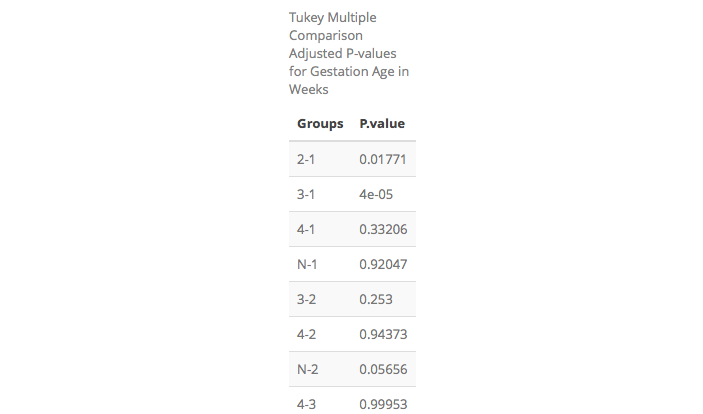 Tukey Multiple
Comparison
Adjusted P-values
for Gestation Age in
Weeks
Groups P.value
2-1 0.01771
3-1 4e-05
4-1 0.33206
N-1 0.92047
3-2 0.253
4-2 0.94373
N-2 0.05656
4-3 0.99953